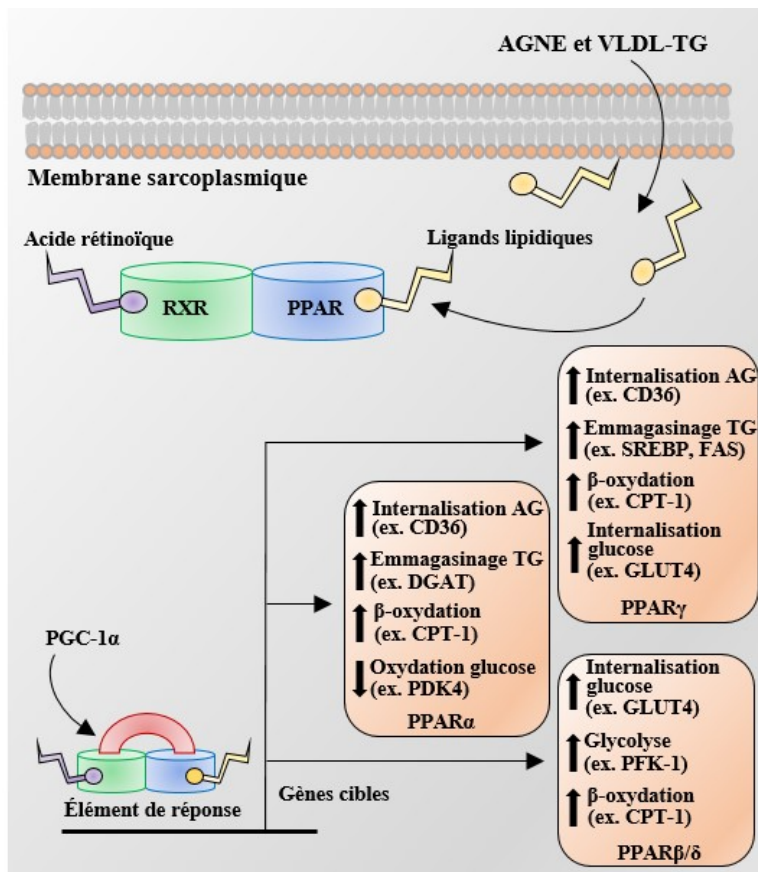 AGNE et VLDL-TG
Membrane sarcoplasmique
Acide rétinoïque
Ligands lipidiques
RXR
PPAR
Internalisation AG
(ex. CD36)
Emmagasinage TG
(ex. SREBP, FAS)
β-oxydation
(ex. CPT-1)
Internalisation
glucose
(ex. GLUT4)
PPARγ
Internalisation AG
(ex. CD36)
Emmagasinage TG
(ex. DGAT)
β-oxydation
(ex. CPT-1)
Oxydation glucose
(ex. PDK4)
PPARα
PGC-1α
Élément de réponse
Gènes cibles
Internalisation
glucose
(ex. GLUT4)
Glycolyse
(ex. PFK-1)
β-oxydation
(ex. CPT-1)
PPARβ/δ